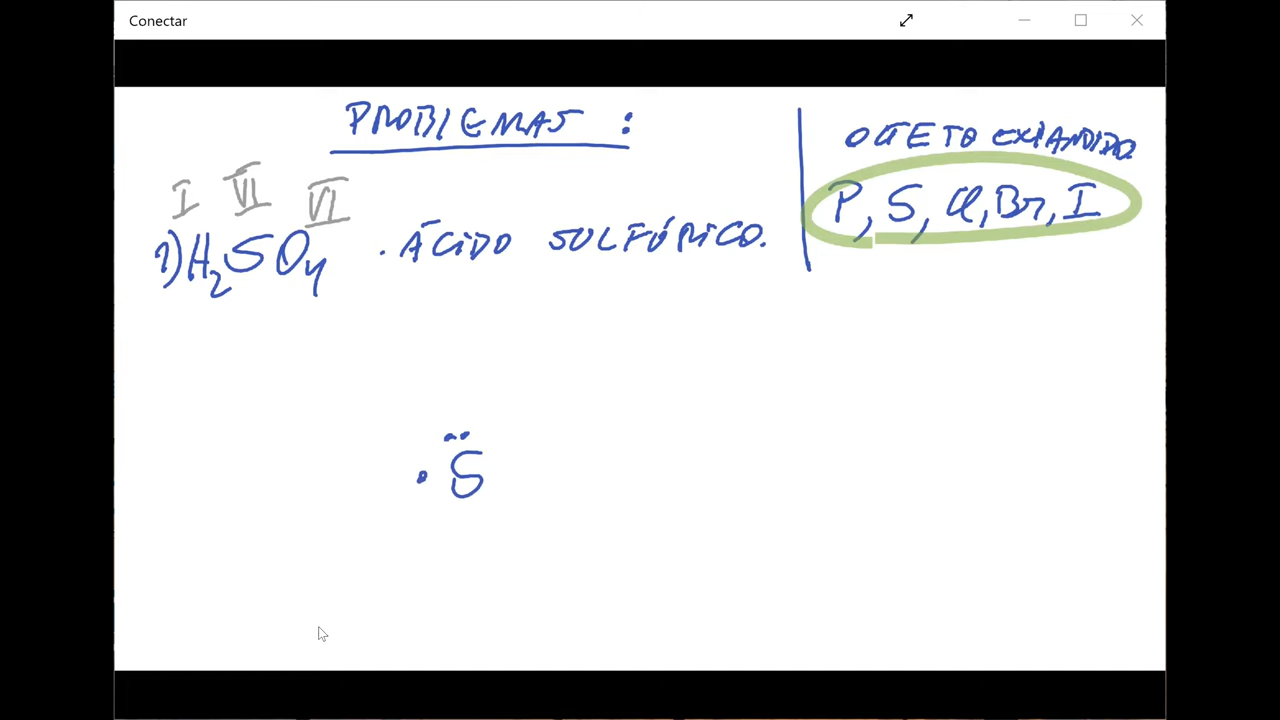 Conectar
PROBLEMAS :
OCTETO EXPANDIDO
P, S, Cl, Br, I
I VI VI
1) H₂SO₄ . ÁCIDO SULFÚRICO.
S